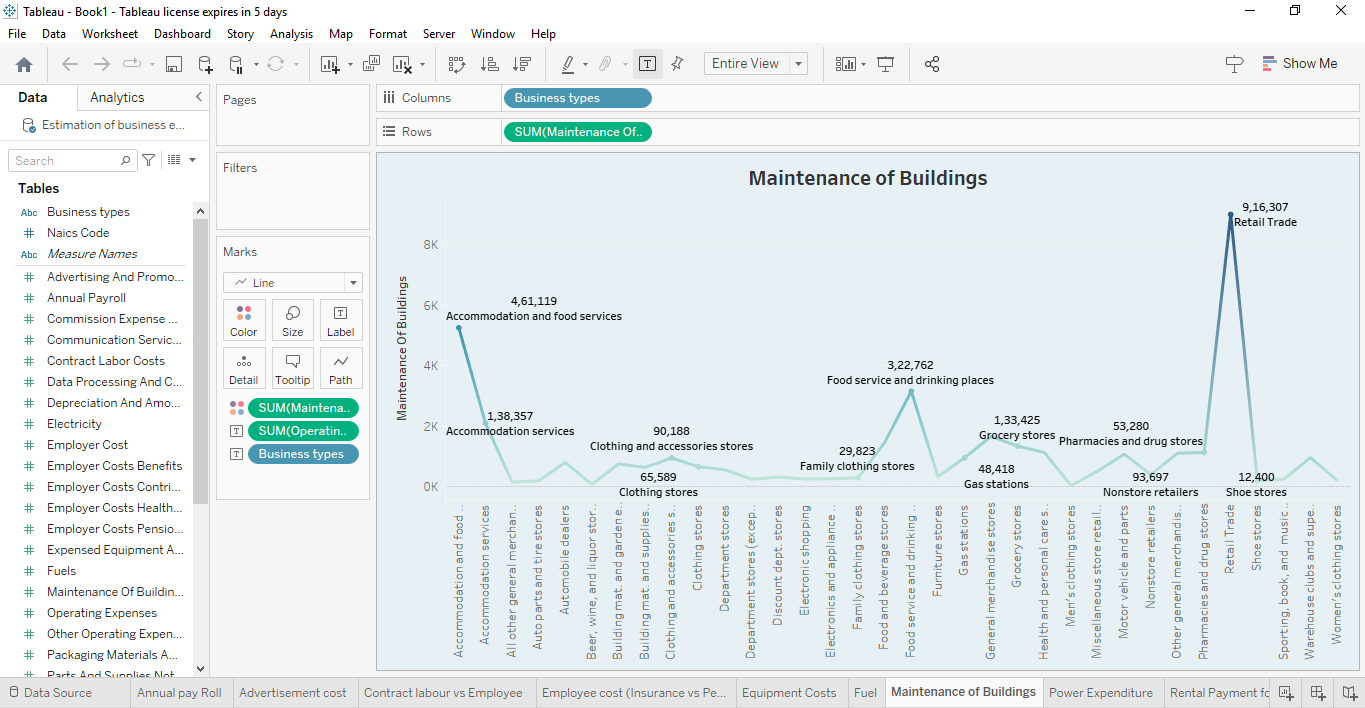 Tableau - Book1 - Tableau license expires in 5 days
File Data Worksheet Dashboard Story Analysis Map Format Server Window Help
Entire View
Show Me
Data Analytics
Estimation of business e...
Search
Tables
Abc Business types
# Naics Code
Abc Measure Names
# Advertising And Promo...
# Annual Payroll
# Commission Expense ...
# Communication Servic...
# Contract Labor Costs
# Data Processing And C...
# Depreciation And Amo...
# Electricity
# Employer Cost
# Employer Costs Benefits
# Employer Costs Contri...
# Employer Costs Health...
# Employer Costs Pensio...
# Expensed Equipment A...
# Fuels
# Maintenance Of Buildin...
# Operating Expenses
# Other Operating Expen...
# Packaging Materials A...
# Parts And Supplies Not
Pages
Filters
Marks
Line
Color Size Label
Detail Tooltip Path
SUM(Maintena..
SUM(Operatin..
Business types
Columns Business types
Rows SUM(Maintenance Of..
Maintenance of Buildings
Maintenance Of Buildings
8K
6K
4K
2K
0K
4,61,119
Accommodation and food services
1,38,357
Accommodation services
90,188
Clothing and accessories stores
65,589
Clothing stores
29,823
Family clothing stores
3,22,762
Food service and drinking places
48,418
Gas stations
1,33,425
Grocery stores
53,280
Pharmacies and drug stores
93,697
Nonstore retailers
9,16,307
Retail Trade
12,400
Shoe stores
Accommodation and food ..
Accommodation services
All other general merchan..
Auto parts and tire stores
Automobile dealers
Beer, wine, and liquor stor..
Building mat. and garden e..
Building mat. and supplies..
Clothing and accessories s..
Clothing stores
Department stores
Department stores (excep..
Discount dept. stores
Electronic shopping
Electronics and appliance ..
Family clothing stores
Food and beverage stores
Food service and drinking ..
Furniture stores
Gas stations
General merchandise stores
Grocery stores
Health and personal care s..
Men's clothing stores
Miscellaneous store retail..
Motor vehicle and parts
Nonstore retailers
Other general merchandis..
Pharmacies and drug stores
Retail Trade
Shoe stores
Sporting, book, and music ..
Warehouse clubs and supe..
Women's clothing stores
Data Source Annual pay Roll Advertisement cost Contract labour vs Employee Employee cost (Insurance vs Pe... Equipment Costs Fuel Maintenance of Buildings Power Expenditure Rental Payment fo